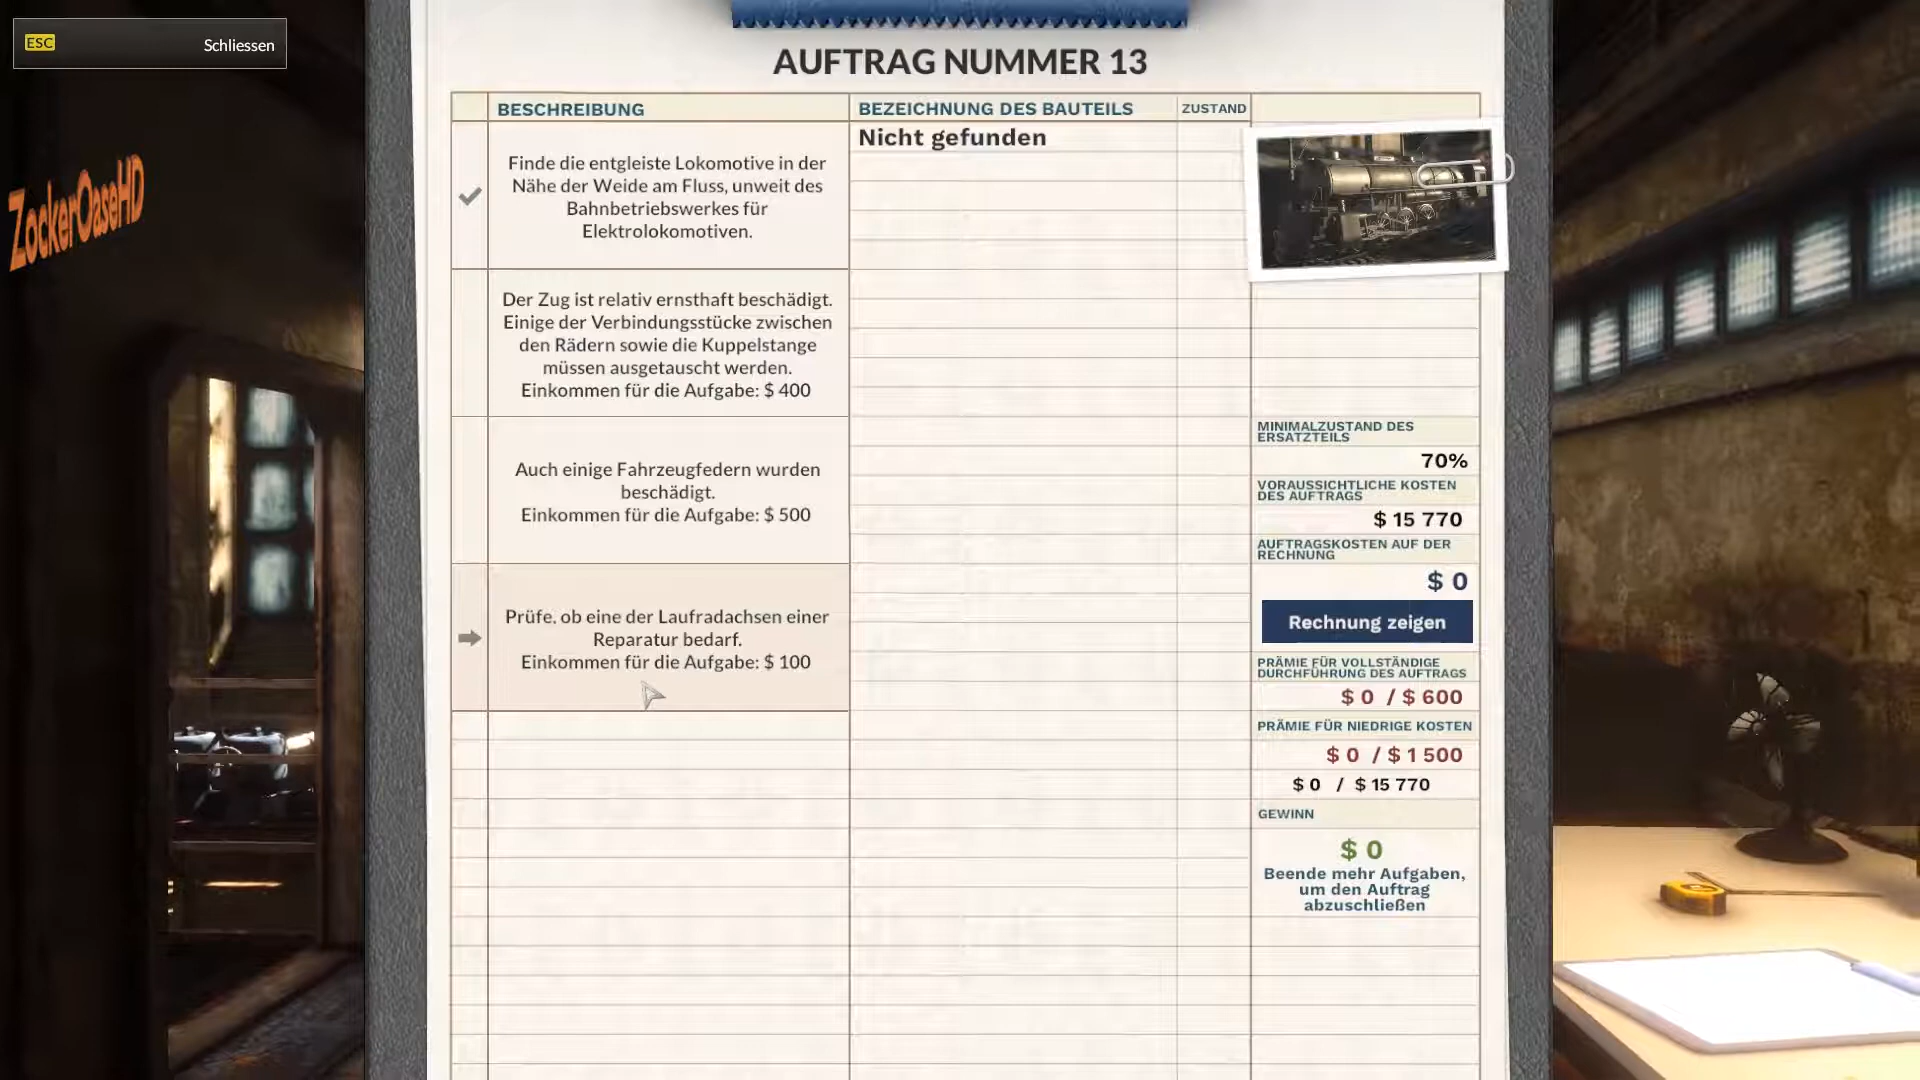 ESC
Schliessen
ZockerOaseHD
AUFTRAG NUMMER 13
BESCHREIBUNG
BEZEICHNUNG DES BAUTEILS
ZUSTAND
Finde die entgleiste Lokomotive in der
Nähe der Weide am Fluss, unweit des
Bahnbetriebswerkes für
Elektrolokomotiven.
Nicht gefunden
Der Zug ist relativ ernsthaft beschädigt.
Einige der Verbindungsstücke zwischen
den Rädern sowie die Kuppelstange
müssen ausgetauscht werden.
Einkommen für die Aufgabe: $ 400
Auch einige Fahrzeugfedern wurden
beschädigt.
Einkommen für die Aufgabe: $ 500
Prüfe, ob eine der Laufradachsen einer
Reparatur bedarf.
Einkommen für die Aufgabe: $ 100
MINIMALZUSTAND DES
ERSATZTEILS
70%
VORAUSSICHTLICHE KOSTEN
DES AUFTRAGS
$ 15 770
AUFTRAGSKOSTEN AUF DER
RECHNUNG
$ 0
Rechnung zeigen
PRÄMIE FÜR VOLLSTÄNDIGE
DURCHFÜHRUNG DES AUFTRAGS
$ 0 / $ 600
PRÄMIE FÜR NIEDRIGE KOSTEN
$ 0 / $ 1 500
$ 0 / $ 15 770
GEWINN
$ 0
Beende mehr Aufgaben,
um den Auftrag
abzuschließen